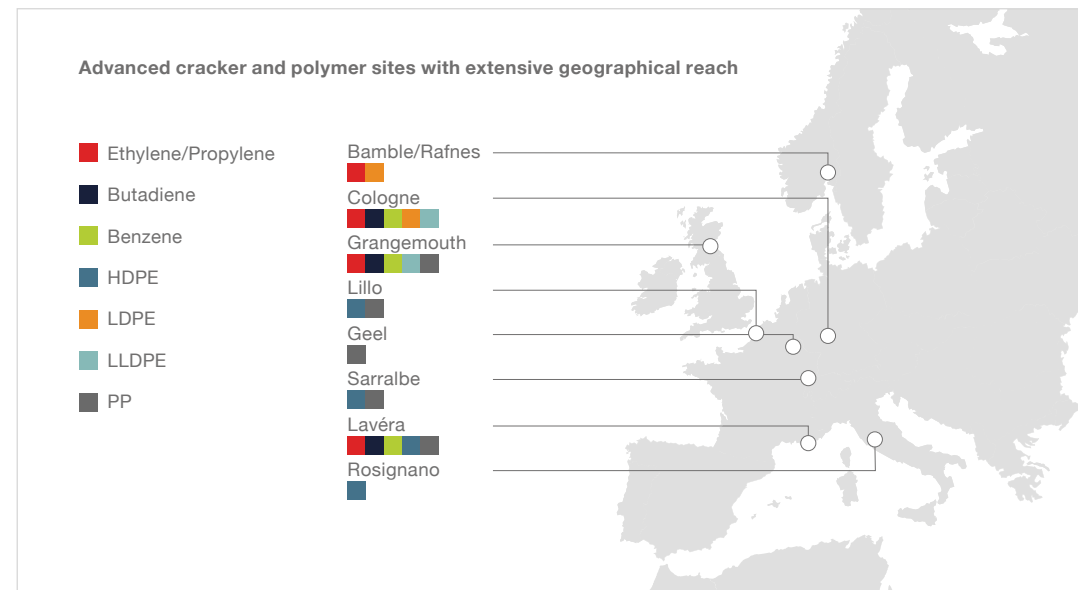 Advanced cracker and polymer sites with extensive geographical reach
Ethylene/Propylene
Butadiene
Benzene
HDPE
LDPE
LLDPE
PP
Bamble/Rafnes
Cologne
Grangemouth
Lillo
Geel
Sarralbe
Lavéra
Rosignano